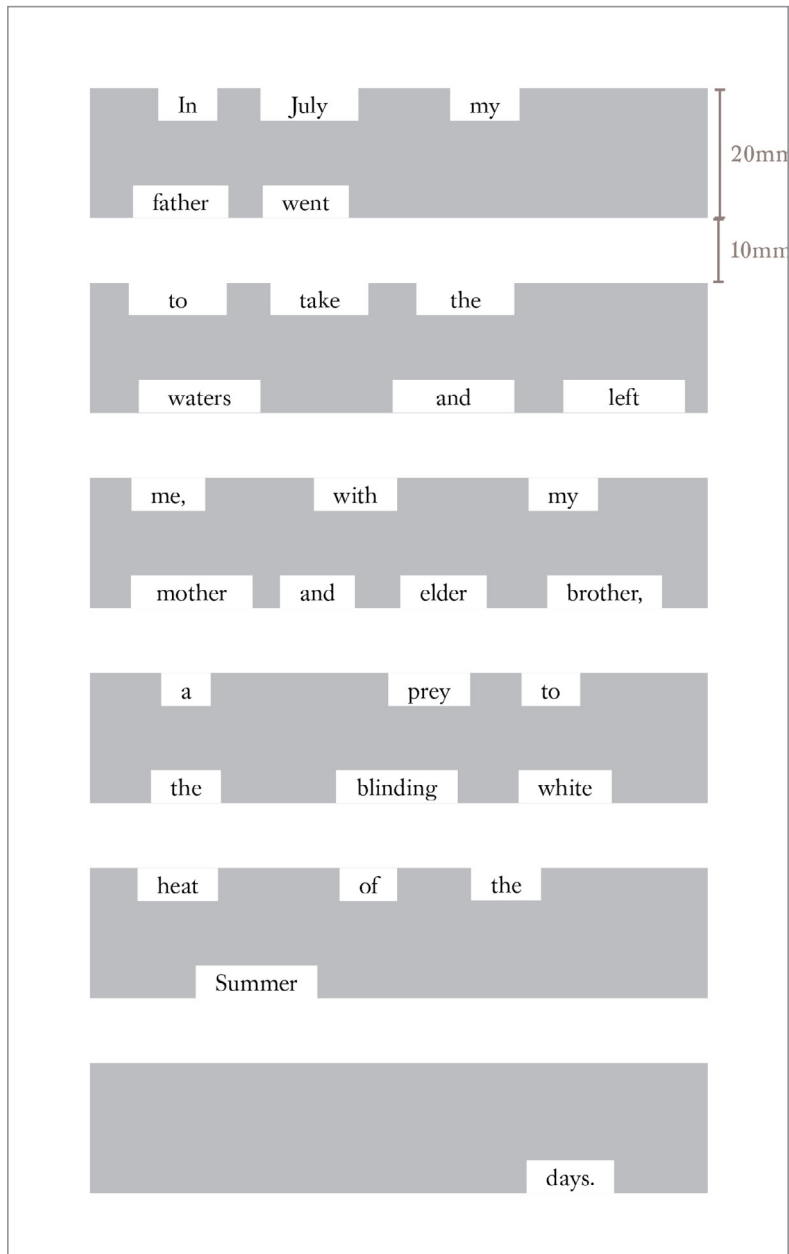 In July my
20mm
father went
10mm
to take the
waters and left
me, with my
mother and elder brother,
a prey to
the blinding white
heat of the
Summer
days.